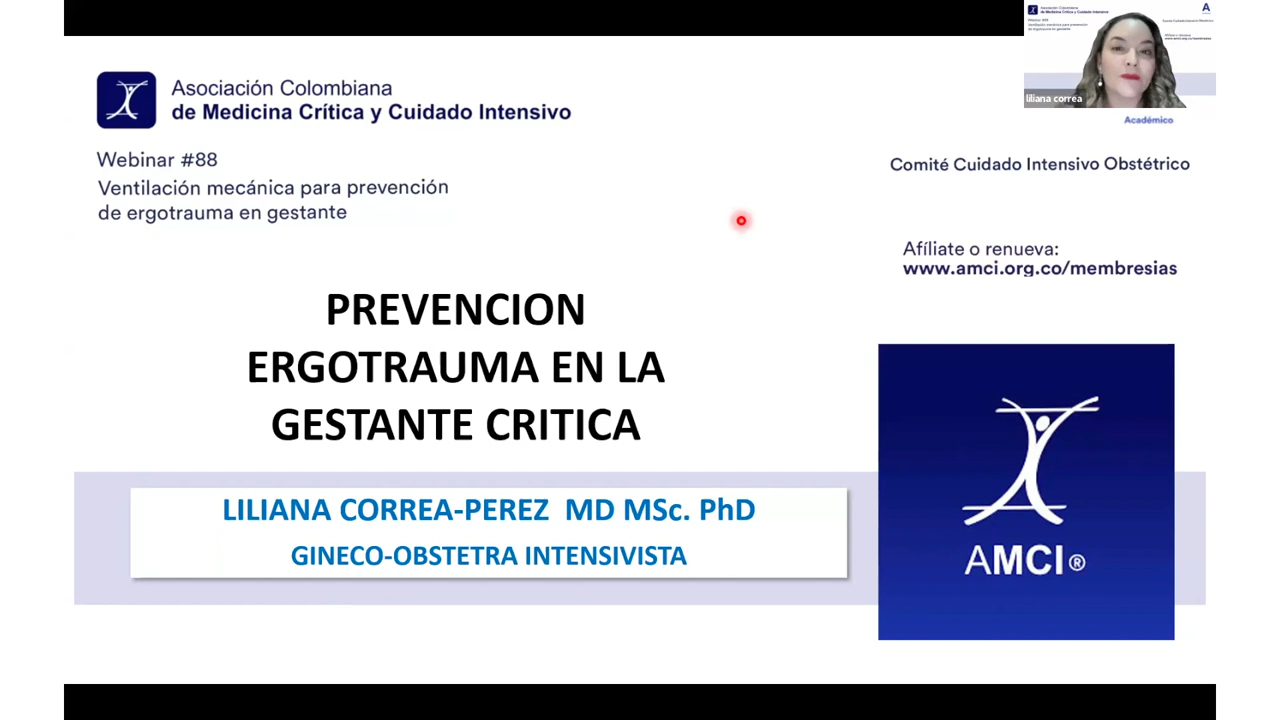 Asociación Colombiana
de Medicina Crítica y Cuidado Intensivo
Webinar #88
Ventilación mecánica para prevención
de ergotrauma en gestante
liliana correa
Académico
Comité Cuidado Intensivo Obstétrico
Afíliate o renueva:
www.amci.org.co/membresias
PREVENCION
ERGOTRAUMA EN LA
GESTANTE CRITICA
LILIANA CORREA-PEREZ MD MSc. PhD
GINECO-OBSTETRA INTENSIVISTA
AMCI®